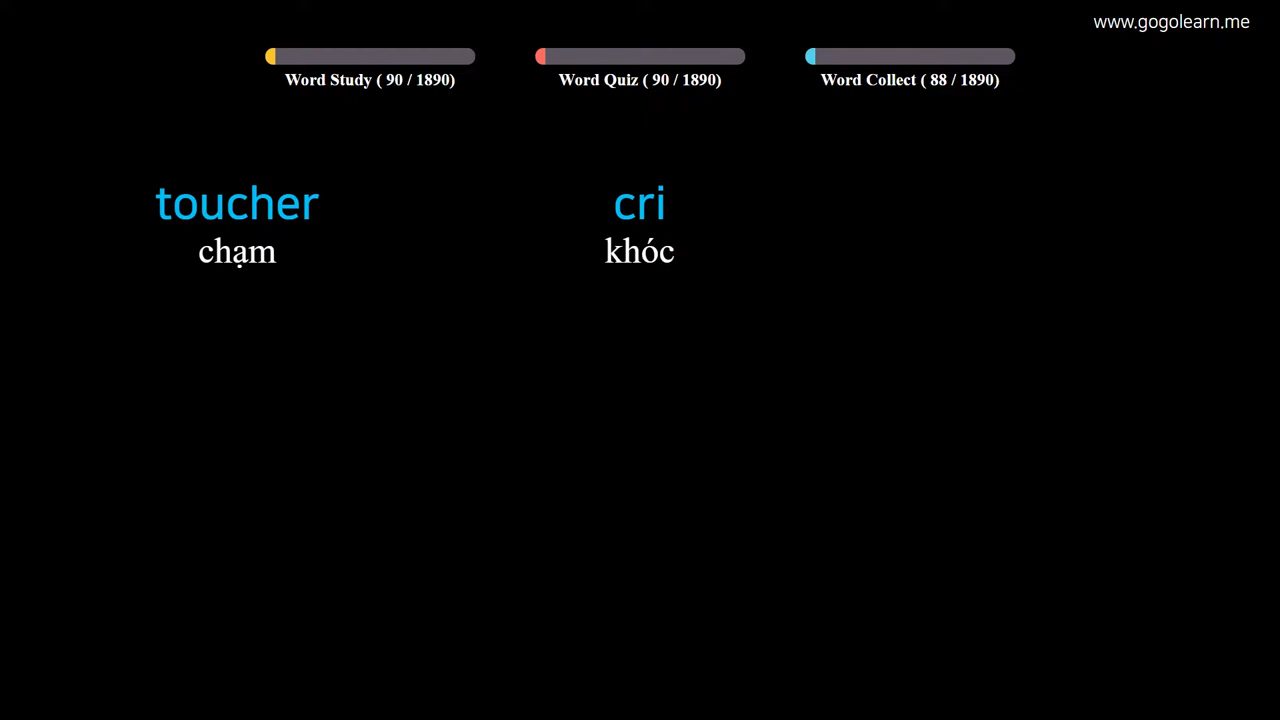 www.gogolearn.me
Word Study ( 90 / 1890)
Word Quiz ( 90 / 1890)
Word Collect ( 88 / 1890)
toucher
chạm
cri
khóc